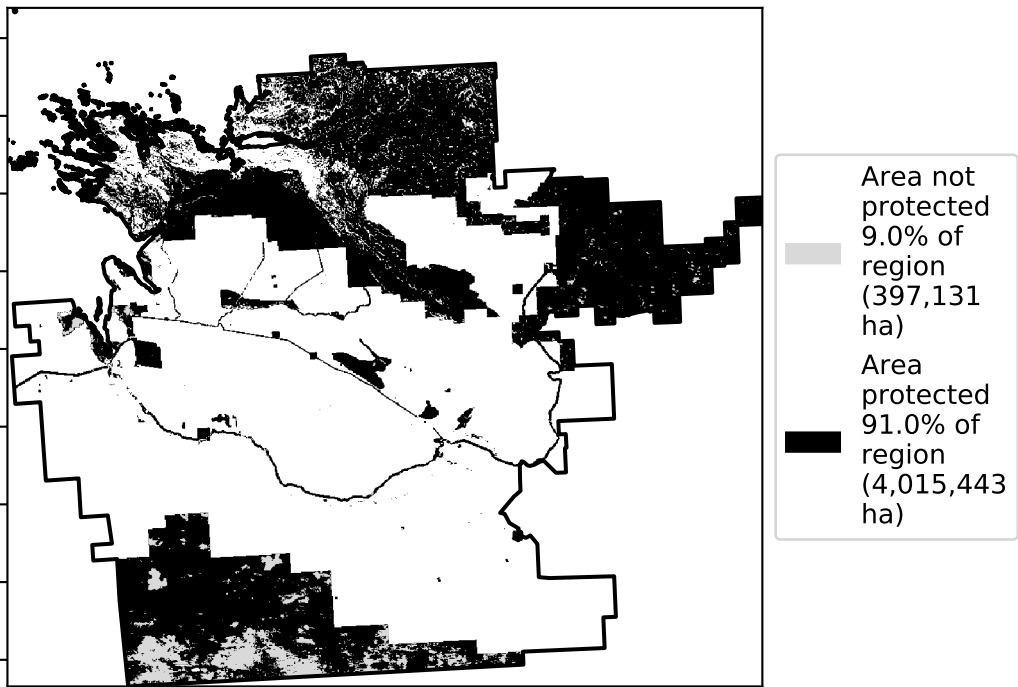 Area not
protected
9.0% of
region
(397,131
ha)
Area
protected
91.0% of
region
(4,015,443
ha)